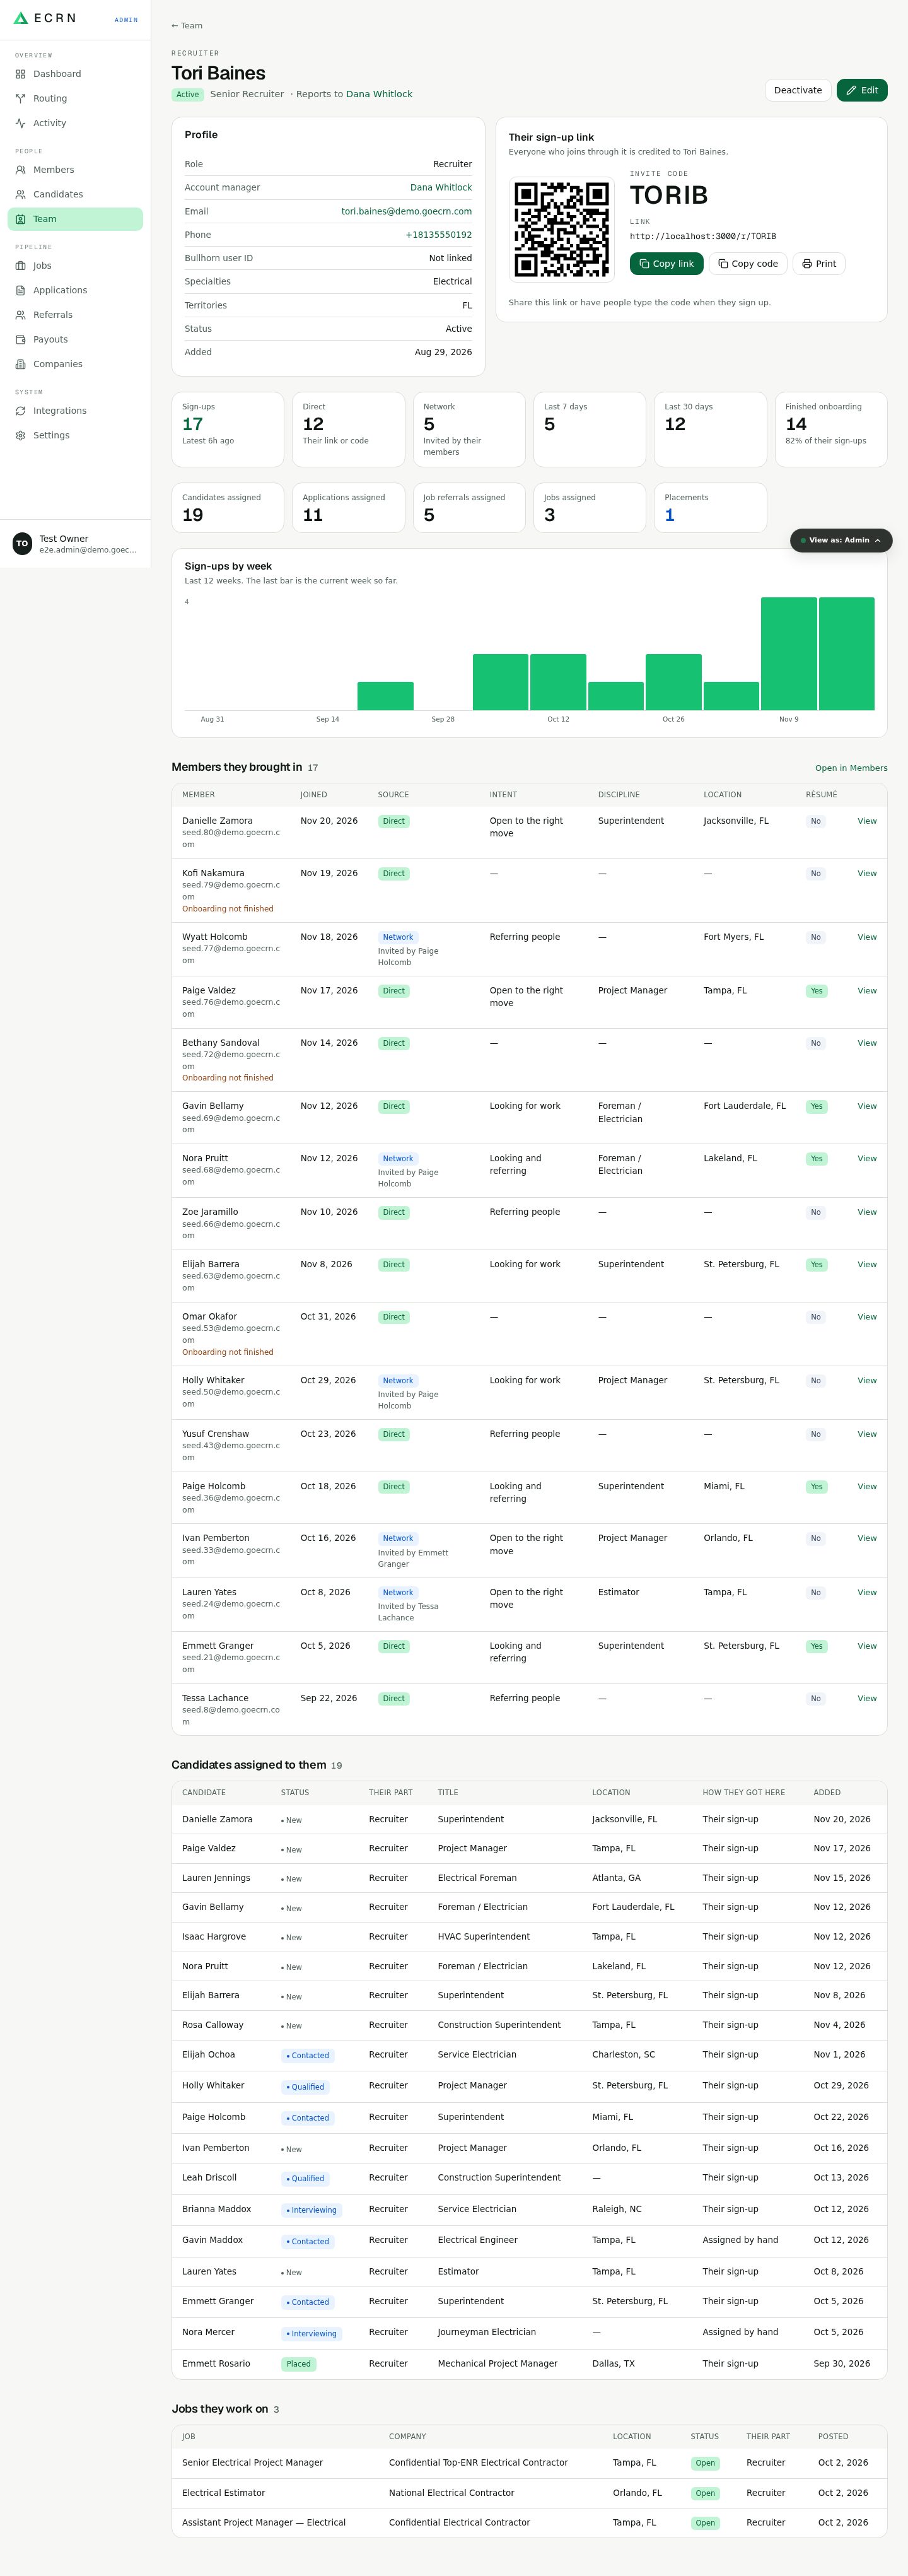 ECRN ADMIN
OVERVIEW
Dashboard
Routing
Activity
PEOPLE
Members
Candidates
Team
PIPELINE
Jobs
Applications
Referrals
Payouts
Companies
SYSTEM
Integrations
Settings
TO Test Owner
e2e.admin@demo.goec...
← Team
RECRUITER
Tori Baines
Active Senior Recruiter · Reports to Dana Whitlock
Deactivate Edit
Profile
Role Recruiter
Account manager Dana Whitlock
Email tori.baines@demo.goecrn.com
Phone +18135550192
Bullhorn user ID Not linked
Specialties Electrical
Territories FL
Status Active
Added Aug 29, 2026
Their sign-up link
Everyone who joins through it is credited to Tori Baines.
INVITE CODE
TORIB
LINK
http://localhost:3000/r/TORIB
Copy link Copy code Print
Share this link or have people type the code when they sign up.
Sign-ups
17
Latest 6h ago
Direct
12
Their link or code
Network
5
Invited by their
members
Last 7 days
5
Last 30 days
12
Finished onboarding
14
82% of their sign-ups
Candidates assigned
19
Applications assigned
11
Job referrals assigned
5
Jobs assigned
3
Placements
1
View as: Admin
Sign-ups by week
Last 12 weeks. The last bar is the current week so far.
4
Aug 31 Sep 14 Sep 28 Oct 12 Oct 26 Nov 9
Members they brought in 17 Open in Members
MEMBER JOINED SOURCE INTENT DISCIPLINE LOCATION RÉSUMÉ
Danielle Zamora Nov 20, 2026 Direct Open to the right Superintendent Jacksonville, FL No View
seed.80@demo.goecrn.c move
om
Kofi Nakamura Nov 19, 2026 Direct — — — No View
seed.79@demo.goecrn.c
om
Onboarding not finished
Wyatt Holcomb Nov 18, 2026 Network Referring people — Fort Myers, FL No View
seed.77@demo.goecrn.c Invited by Paige
om Holcomb
Paige Valdez Nov 17, 2026 Direct Open to the right Project Manager Tampa, FL Yes View
seed.76@demo.goecrn.c move
om
Bethany Sandoval Nov 14, 2026 Direct — — — No View
seed.72@demo.goecrn.c
om
Onboarding not finished
Gavin Bellamy Nov 12, 2026 Direct Looking for work Foreman / Fort Lauderdale, FL Yes View
seed.69@demo.goecrn.c Electrician
om
Nora Pruitt Nov 12, 2026 Network Looking and Foreman / Lakeland, FL Yes View
seed.68@demo.goecrn.c Invited by Paige referring Electrician
om Holcomb
Zoe Jaramillo Nov 10, 2026 Direct Referring people — — No View
seed.66@demo.goecrn.c
om
Elijah Barrera Nov 8, 2026 Direct Looking for work Superintendent St. Petersburg, FL Yes View
seed.63@demo.goecrn.c
om
Omar Okafor Oct 31, 2026 Direct — — — No View
seed.53@demo.goecrn.c
om
Onboarding not finished
Holly Whitaker Oct 29, 2026 Network Looking for work Project Manager St. Petersburg, FL No View
seed.50@demo.goecrn.c Invited by Paige
om Holcomb
Yusuf Crenshaw Oct 23, 2026 Direct Referring people — — No View
seed.43@demo.goecrn.c
om
Paige Holcomb Oct 18, 2026 Direct Looking and Superintendent Miami, FL Yes View
seed.36@demo.goecrn.c referring
om
Ivan Pemberton Oct 16, 2026 Network Open to the right Project Manager Orlando, FL No View
seed.33@demo.goecrn.c Invited by Emmett move
om Granger
Lauren Yates Oct 8, 2026 Network Open to the right Estimator Tampa, FL No View
seed.24@demo.goecrn.c Invited by Tessa move
om Lachance
Emmett Granger Oct 5, 2026 Direct Looking and Superintendent St. Petersburg, FL Yes View
seed.21@demo.goecrn.c referring
om
Tessa Lachance Sep 22, 2026 Direct Referring people — — No View
seed.8@demo.goecrn.co
m
Candidates assigned to them 19
CANDIDATE STATUS THEIR PART TITLE LOCATION HOW THEY GOT HERE ADDED
Danielle Zamora New Recruiter Superintendent Jacksonville, FL Their sign-up Nov 20, 2026
Paige Valdez New Recruiter Project Manager Tampa, FL Their sign-up Nov 17, 2026
Lauren Jennings New Recruiter Electrical Foreman Atlanta, GA Their sign-up Nov 15, 2026
Gavin Bellamy New Recruiter Foreman / Electrician Fort Lauderdale, FL Their sign-up Nov 12, 2026
Isaac Hargrove New Recruiter HVAC Superintendent Tampa, FL Their sign-up Nov 12, 2026
Nora Pruitt New Recruiter Foreman / Electrician Lakeland, FL Their sign-up Nov 12, 2026
Elijah Barrera New Recruiter Superintendent St. Petersburg, FL Their sign-up Nov 8, 2026
Rosa Calloway New Recruiter Construction Superintendent Tampa, FL Their sign-up Nov 4, 2026
Elijah Ochoa Contacted Recruiter Service Electrician Charleston, SC Their sign-up Nov 1, 2026
Holly Whitaker Qualified Recruiter Project Manager St. Petersburg, FL Their sign-up Oct 29, 2026
Paige Holcomb Contacted Recruiter Superintendent Miami, FL Their sign-up Oct 22, 2026
Ivan Pemberton New Recruiter Project Manager Orlando, FL Their sign-up Oct 16, 2026
Leah Driscoll Qualified Recruiter Construction Superintendent — Their sign-up Oct 13, 2026
Brianna Maddox Interviewing Recruiter Service Electrician Raleigh, NC Their sign-up Oct 12, 2026
Gavin Maddox Contacted Recruiter Electrical Engineer Tampa, FL Assigned by hand Oct 12, 2026
Lauren Yates New Recruiter Estimator Tampa, FL Their sign-up Oct 8, 2026
Emmett Granger Contacted Recruiter Superintendent St. Petersburg, FL Their sign-up Oct 5, 2026
Nora Mercer Interviewing Recruiter Journeyman Electrician — Assigned by hand Oct 5, 2026
Emmett Rosario Placed Recruiter Mechanical Project Manager Dallas, TX Their sign-up Sep 30, 2026
Jobs they work on 3
JOB COMPANY LOCATION STATUS THEIR PART POSTED
Senior Electrical Project Manager Confidential Top-ENR Electrical Contractor Tampa, FL Open Recruiter Oct 2, 2026
Electrical Estimator National Electrical Contractor Orlando, FL Open Recruiter Oct 2, 2026
Assistant Project Manager — Electrical Confidential Electrical Contractor Tampa, FL Open Recruiter Oct 2, 2026